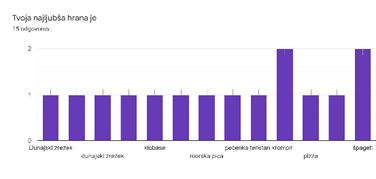 Tvoja najljubša hrana je
15 odgovorov
2
1
0
Dunajski zrezek
dunajski zrezek
klobase
morska pica
pečenka tenstan krompir
pizza
špageti